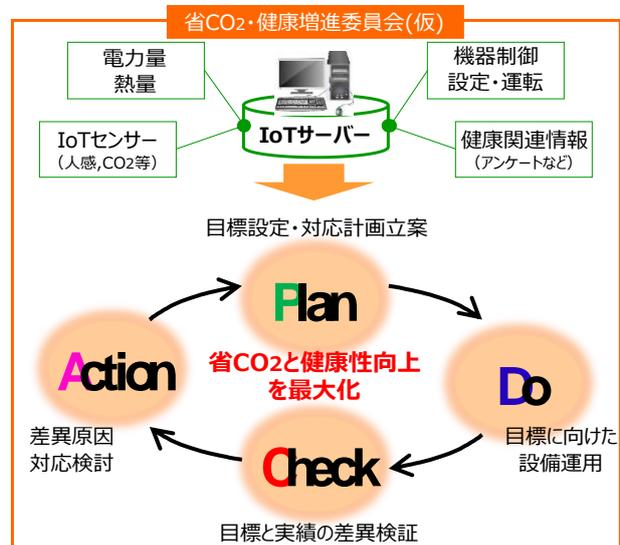 省CO2・健康増進委員会(仮)
電力量
熱量
機器制御
設定・運転
IoTサーバー
IoTセンサー
（人感,CO2等）
健康関連情報
（アンケートなど）
目標設定・対応計画立案
Plan
Action
省CO2と健康性向上
を最大化
Do
差異原因
対応検討
目標に向けた
設備運用
Check
目標と実績の差異検証